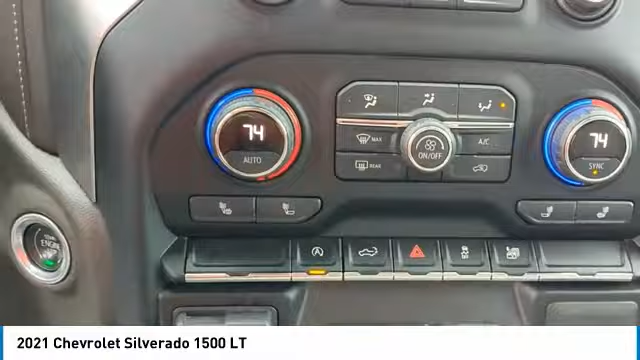 74
AUTO
MAX
REAR
ON/OFF
A/C
74
SYNC
ENGINE
2021 Chevrolet Silverado 1500 LT